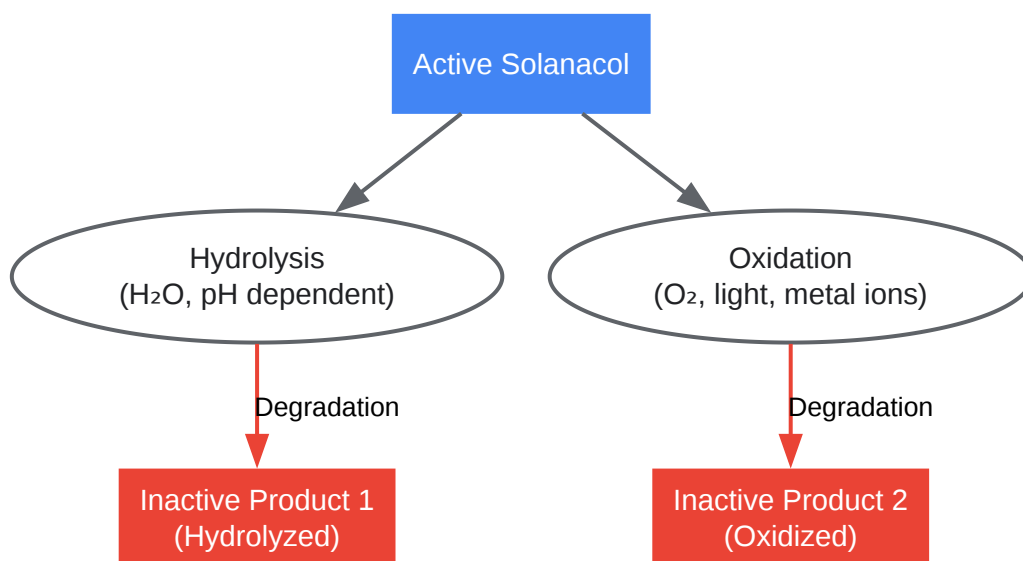 Active Solanacol
Hydrolysis
(H₂O, pH dependent)
Oxidation
(O₂, light, metal ions)
Degradation
Degradation
Inactive Product 1
(Hydrolyzed)
Inactive Product 2
(Oxidized)